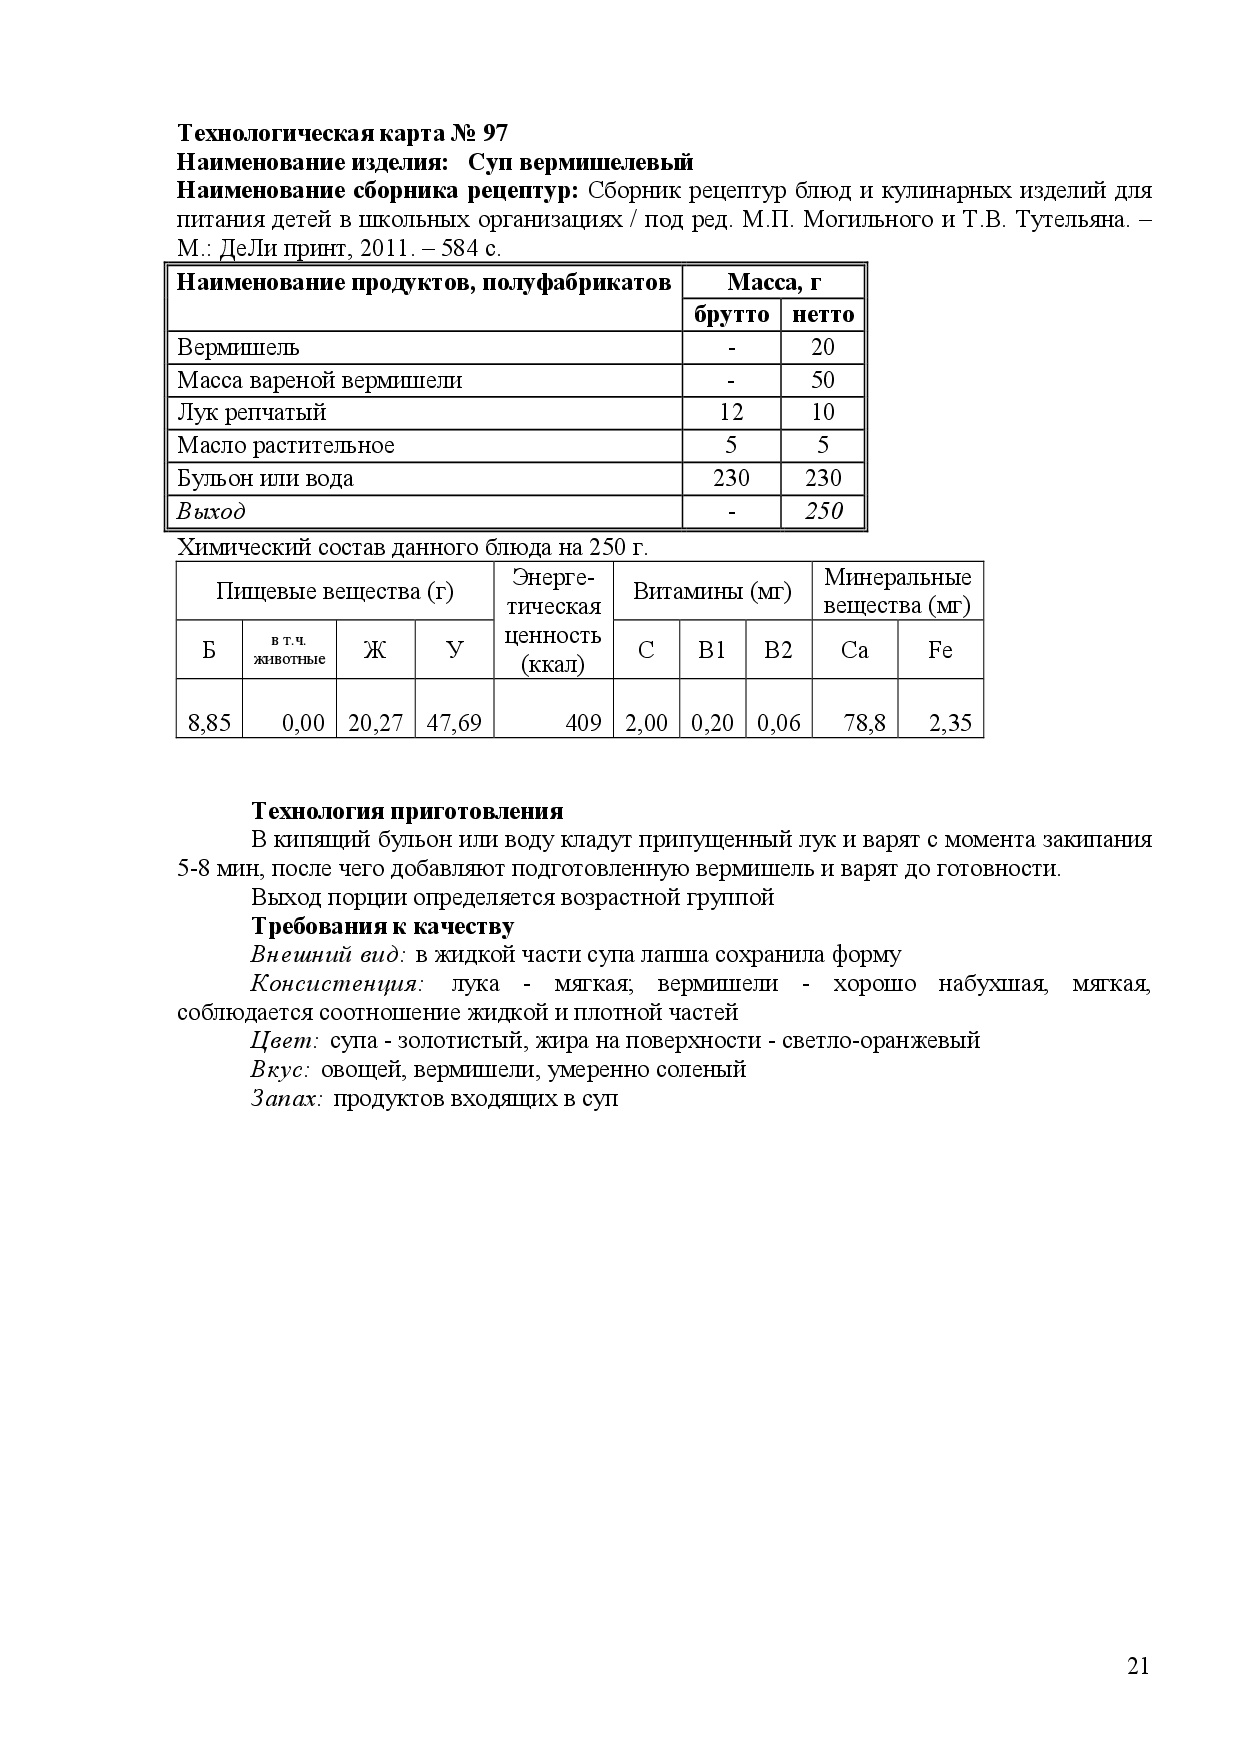 Технологическая карта № 97
Наименование изделия: Суп вермишелевый
Наименование сборника рецептур: Сборник рецептур блюд и кулинарных изделий для
питания детей в школьных организациях / под ред. М.П. Могильного и Т.В. Тутельяна. –
М.: ДеЛи принт, 2011. – 584 с.
Наименование продуктов, полуфабрикатов Масса, г
брутто нетто
Вермишель - 20
Масса вареной вермишели - 50
Лук репчатый 12 10
Масло растительное 5 5
Бульон или вода 230 230
Выход - 250
Химический состав данного блюда на 250 г.
Пищевые вещества (г) Энерге-
тическая
ценность
(ккал) Витамины (мг) Минеральные
вещества (мг)
Б в т.ч.
животные Ж У С В1 В2 Ca Fe
8,85 0,00 20,27 47,69 409 2,00 0,20 0,06 78,8 2,35
Технология приготовления
В кипящий бульон или воду кладут припущенный лук и варят с момента закипания
5-8 мин, после чего добавляют подготовленную вермишель и варят до готовности.
Выход порции определяется возрастной группой
Требования к качеству
Внешний вид: в жидкой части супа лапша сохранила форму
Консистенция: лука - мягкая; вермишели - хорошо набухшая, мягкая,
соблюдается соотношение жидкой и плотной частей
Цвет: супа - золотистый, жира на поверхности - светло-оранжевый
Вкус: овощей, вермишели, умеренно соленый
Запах: продуктов входящих в суп
21